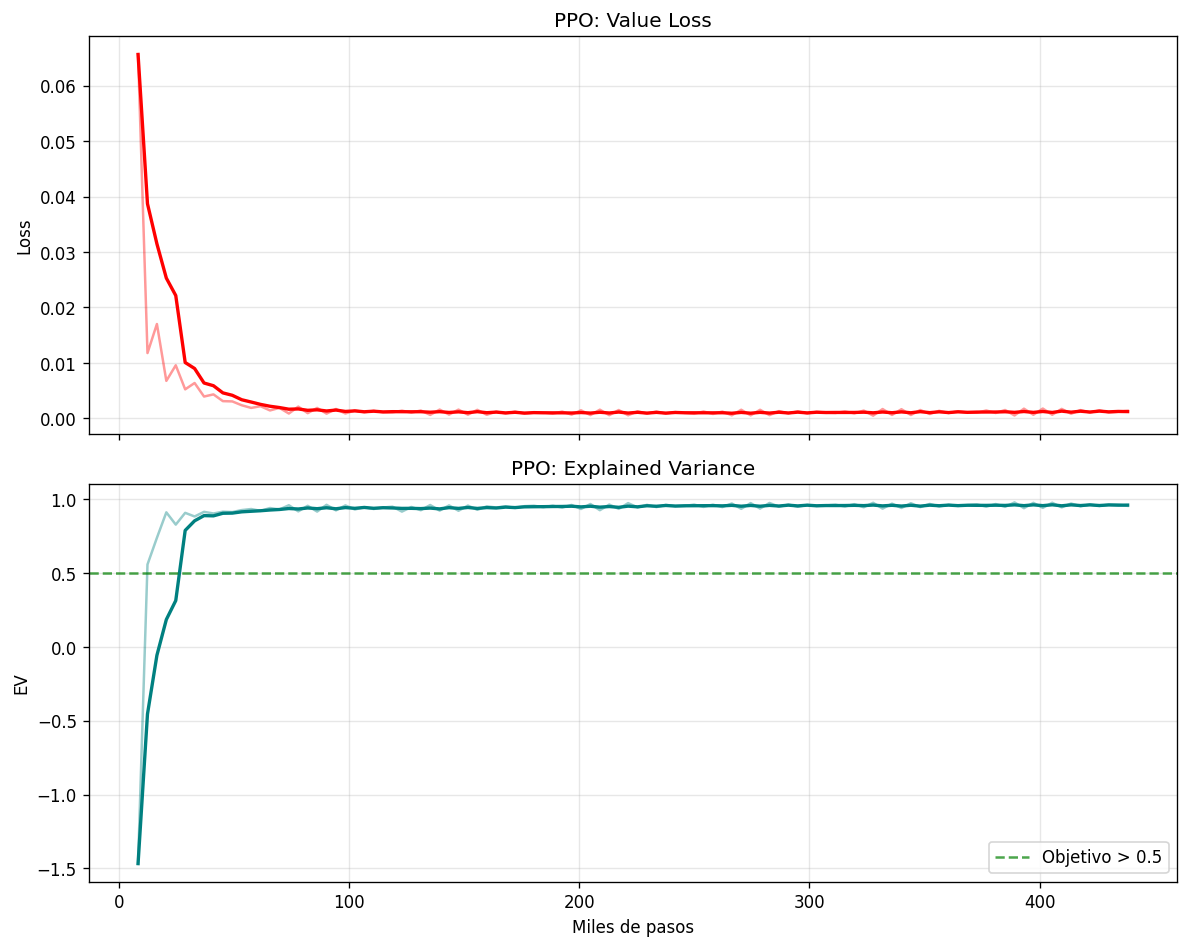 PPO: Value Loss
0.06
0.05
0.04
0.03
0.02
0.01
0.00
Loss
PPO: Explained Variance
1.0
0.5
0.0
−0.5
−1.0
−1.5
EV
Objetivo > 0.5
0 100 200 300 400
Miles de pasos